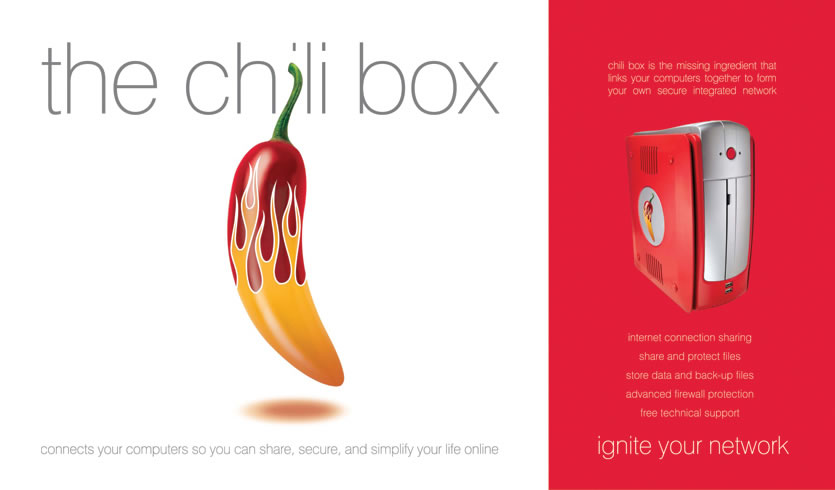 the chili box
connects your computers so you can share, secure, and simplify your life online
chili box is the missing ingredient that
links your computers together to form
your own secure integrated network
internet connection sharing
share and protect files
store data and back-up files
advanced firewall protection
free technical support
ignite your network